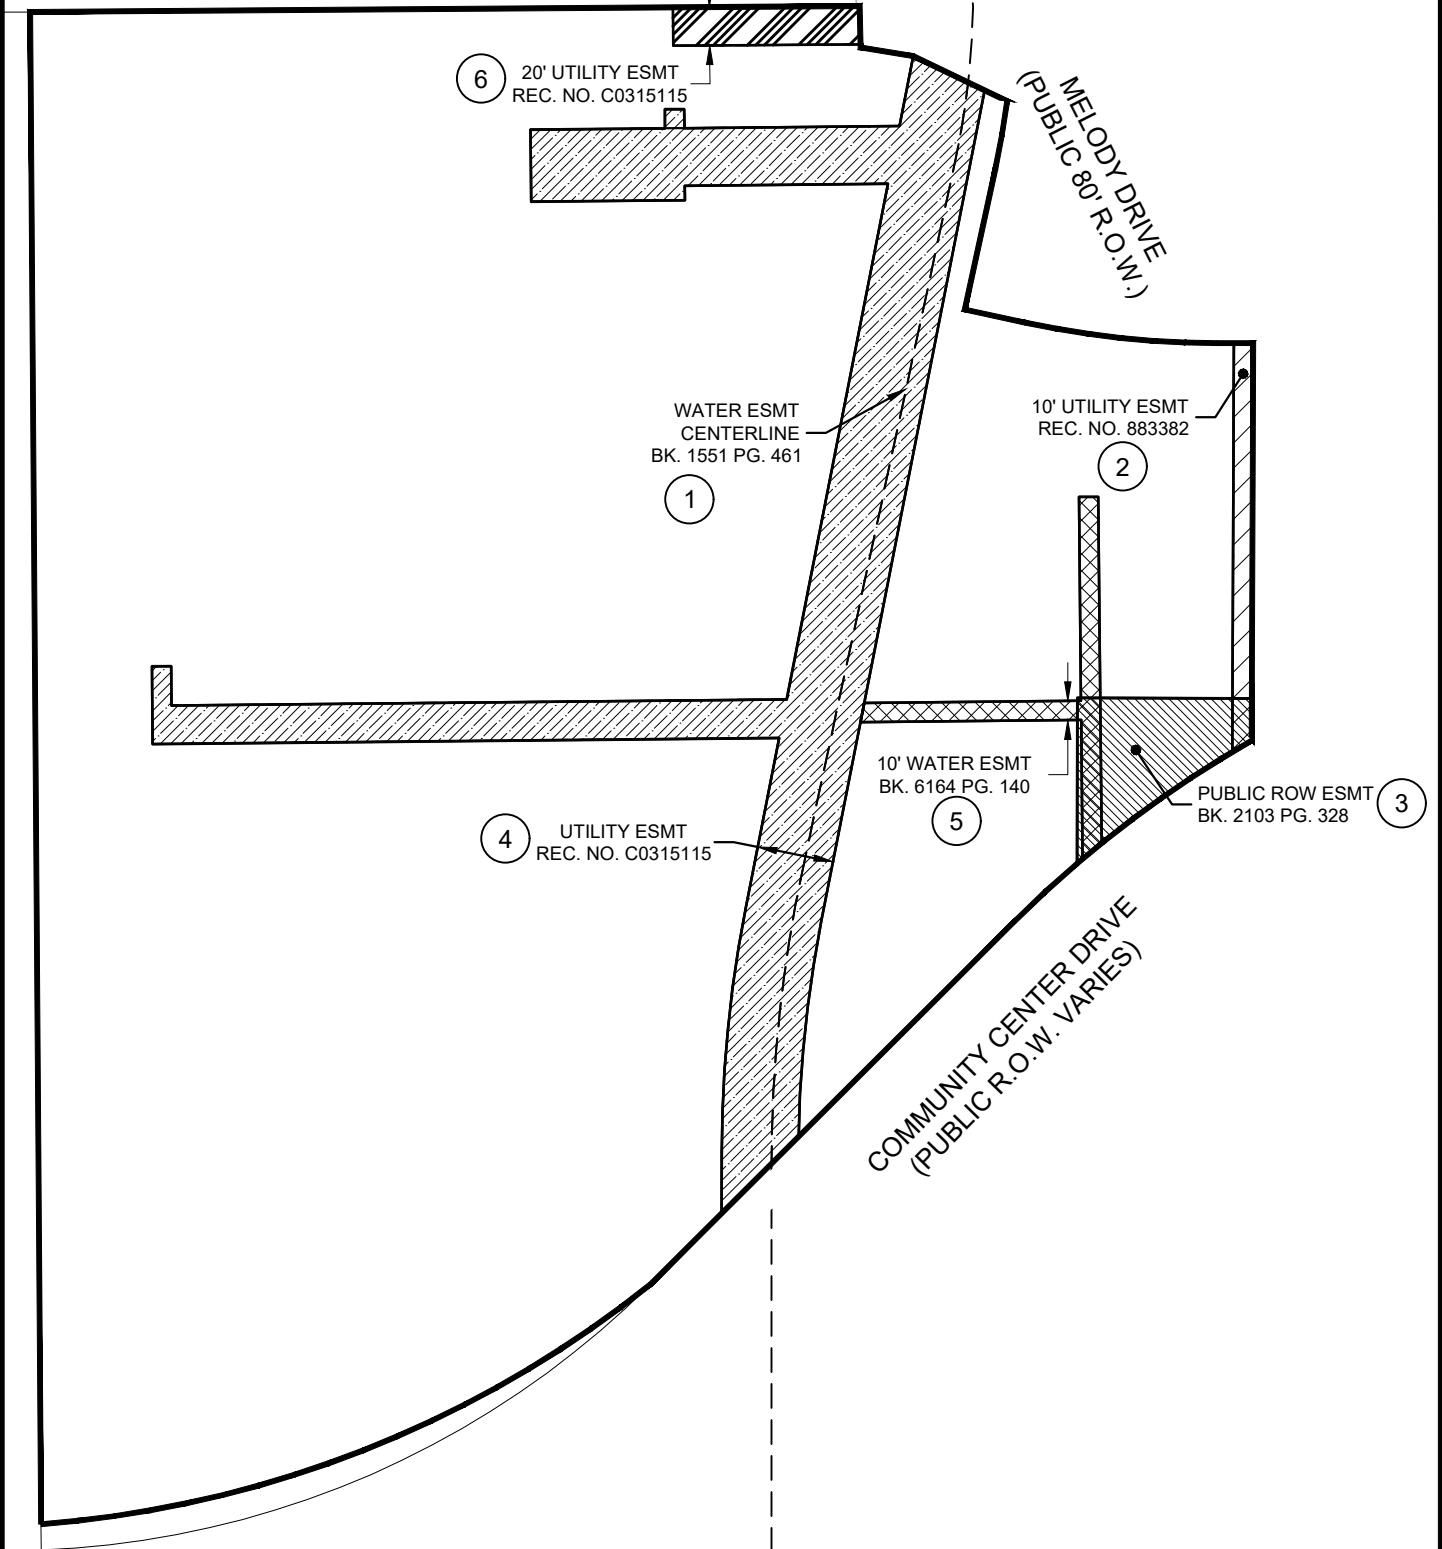 6
20' UTILITY ESMT
REC. NO. C0315115
MELODY DRIVE
(PUBLIC 80' R.O.W.)
WATER ESMT
CENTERLINE
BK. 1551 PG. 461
1
10' UTILITY ESMT
REC. NO. 883382
2
10' WATER ESMT
BK. 6164 PG. 140
5
PUBLIC ROW ESMT
BK. 2103 PG. 328
3
4
UTILITY ESMT
REC. NO. C0315115
COMMUNITY CENTER DRIVE
(PUBLIC R.O.W. VARIES)